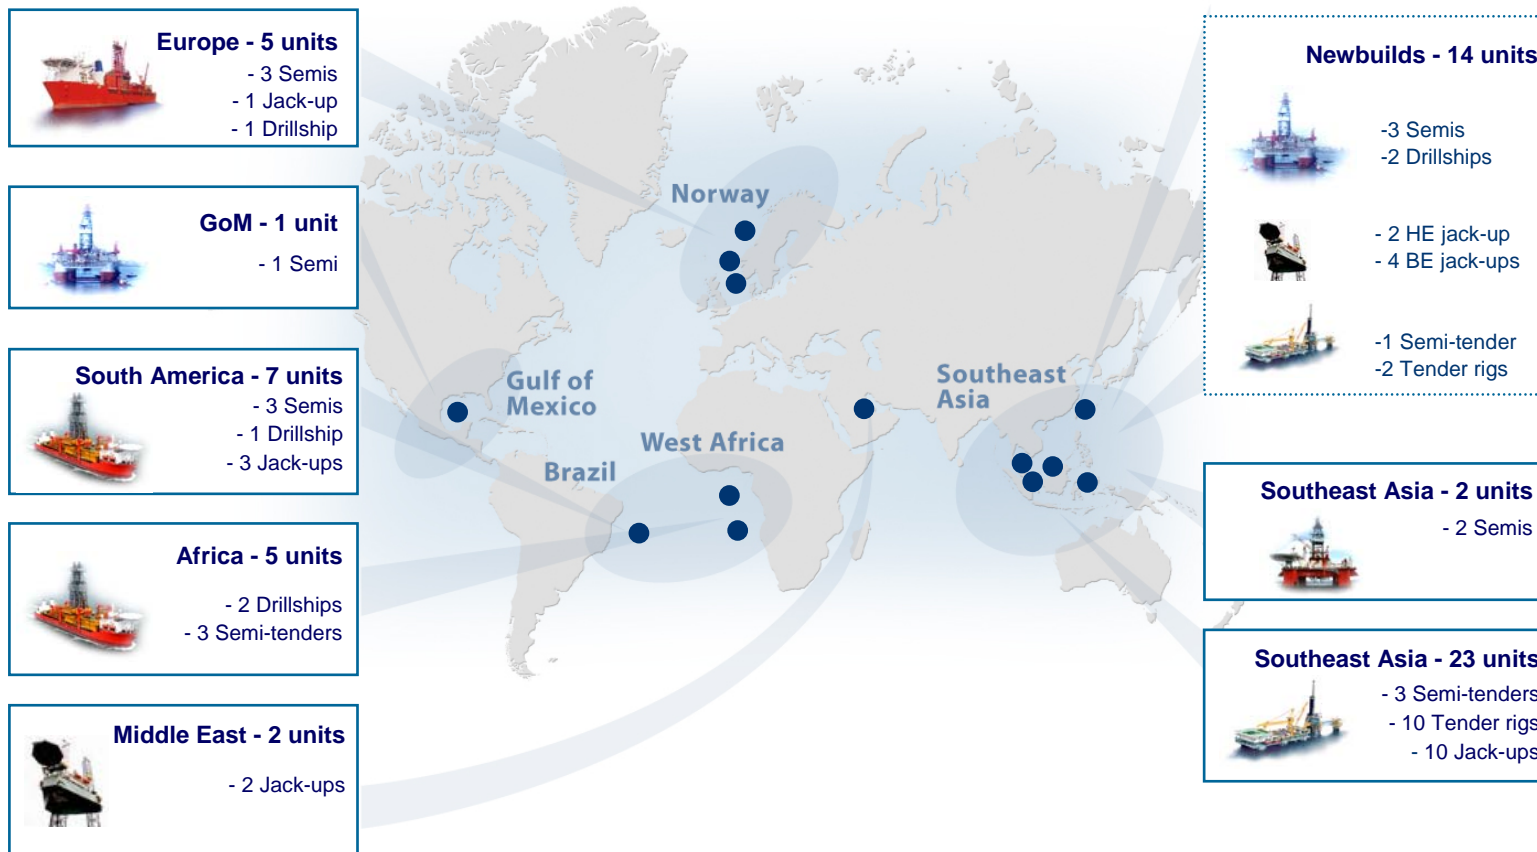 Europe - 5 units
- 3 Semis
- 1 Jack-up
- 1 Drillship
GoM - 1 unit
- 1 Semi
South America - 7 units
- 3 Semis
- 1 Drillship
- 3 Jack-ups
Africa - 5 units
- 2 Drillships
- 3 Semi-tenders
Middle East - 2 units
- 2 Jack-ups
Norway
Gulf of
Mexico
West Africa
Brazil
Southeast
Asia
Newbuilds - 14 units
-3 Semis
-2 Drillships
- 2 HE jack-up
- 4 BE jack-ups
-1 Semi-tender
-2 Tender rigs
Southeast Asia - 2 units
- 2 Semis
Southeast Asia - 23 units
- 3 Semi-tenders
- 10 Tender rigs
- 10 Jack-ups